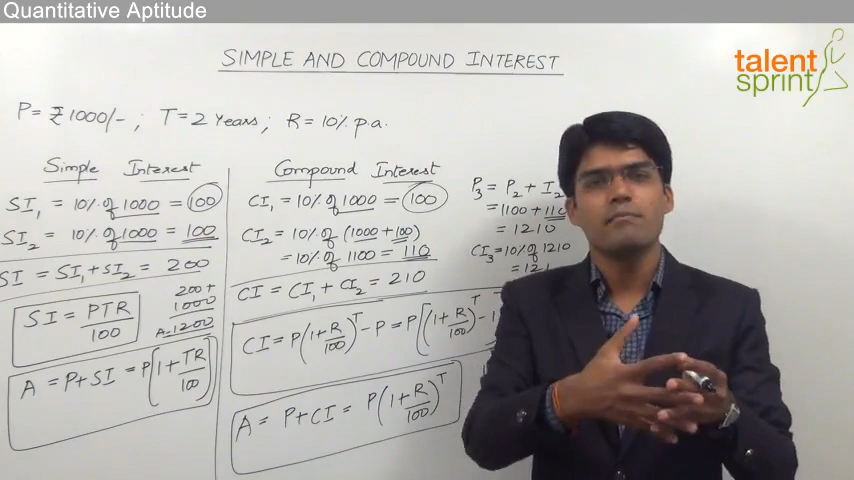 Quantitative Aptitude
talent
sprint
SIMPLE AND COMPOUND INTEREST
P = ₹ 1000/- ; T = 2 Years ; R = 10% p.a.
Simple Interest
SI₁ = 10% of 1000 = 100
SI₂ = 10% of 1000 = 100
SI = SI₁ + SI₂ = 200
200 +
1000
A = 1200
SI = PTR/100
A = P + SI = P[1 + TR/100]
Compound Interest
CI₁ = 10% of 1000 = 100
CI₂ = 10% of (1000 + 100)
= 10% of 1100 = 110
CI = CI₁ + CI₂ = 210
CI = P(1 + R/100)^T - P = P[(1 + R/100)^T - 1
A = P + CI = P(1 + R/100)^T
P₃ = P₂ + I₂
= 1100 + 110
= 1210
CI₃ = 10% of 1210
= 121